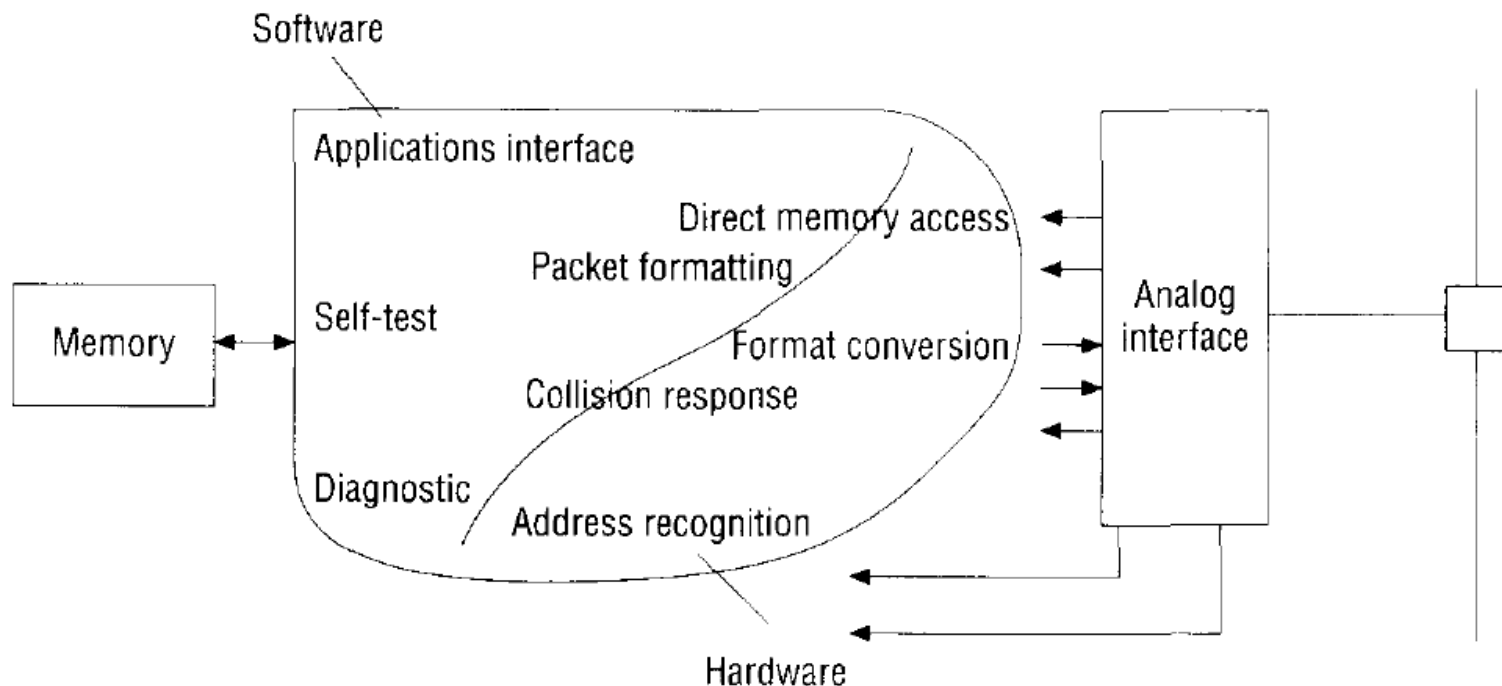 Software
Applications interface
Direct memory access
Packet formatting
Self-test
Memory
Format conversion
Collision response
Diagnostic
Address recognition
Analog
interface
Hardware